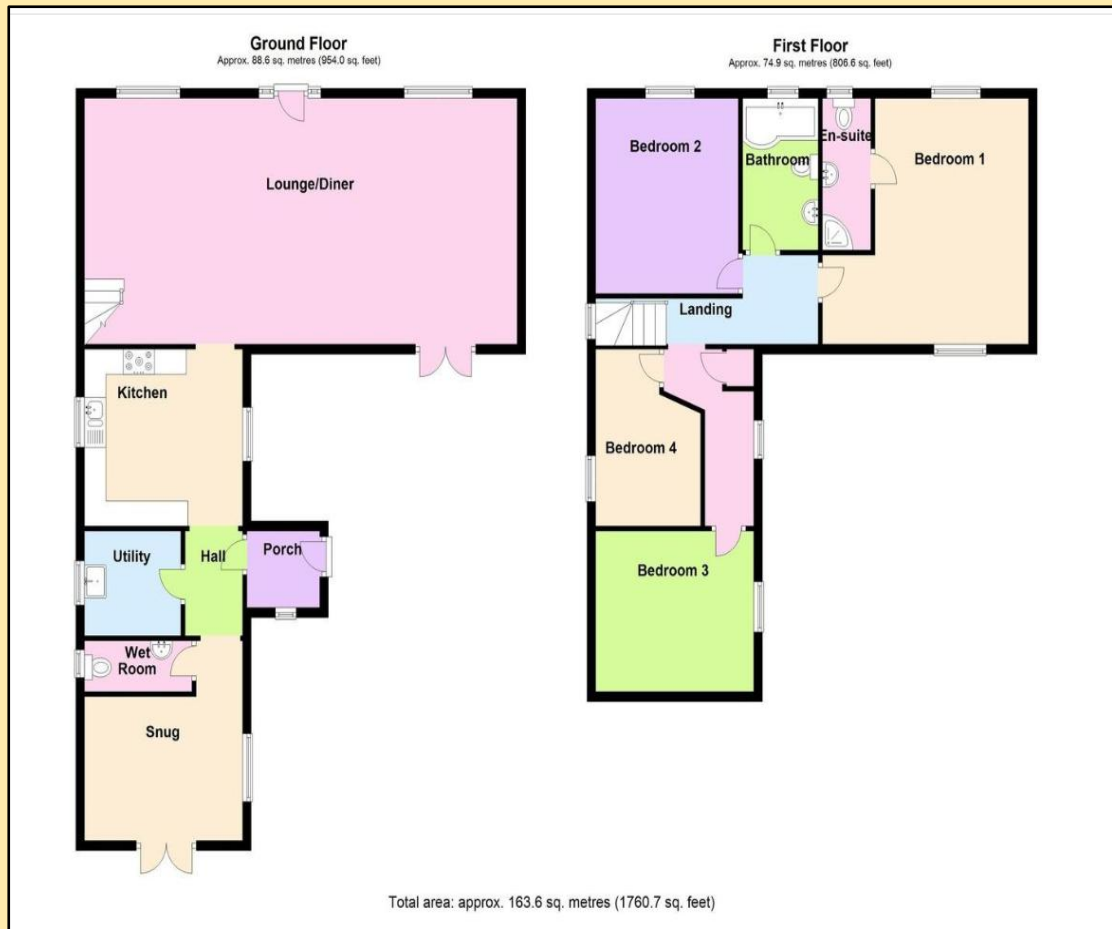 Ground Floor
Approx. 88.6 sq. metres (954.0 sq. feet)
Lounge/Diner
Kitchen
Utility
Hall
Porch
Wet
Room
Snug
First Floor
Approx. 74.9 sq. metres (806.6 sq. feet)
Bedroom 2
Bathroom
En-suite
Bedroom 1
Landing
Bedroom 4
Bedroom 3
Total area: approx. 163.6 sq. metres (1760.7 sq. feet)